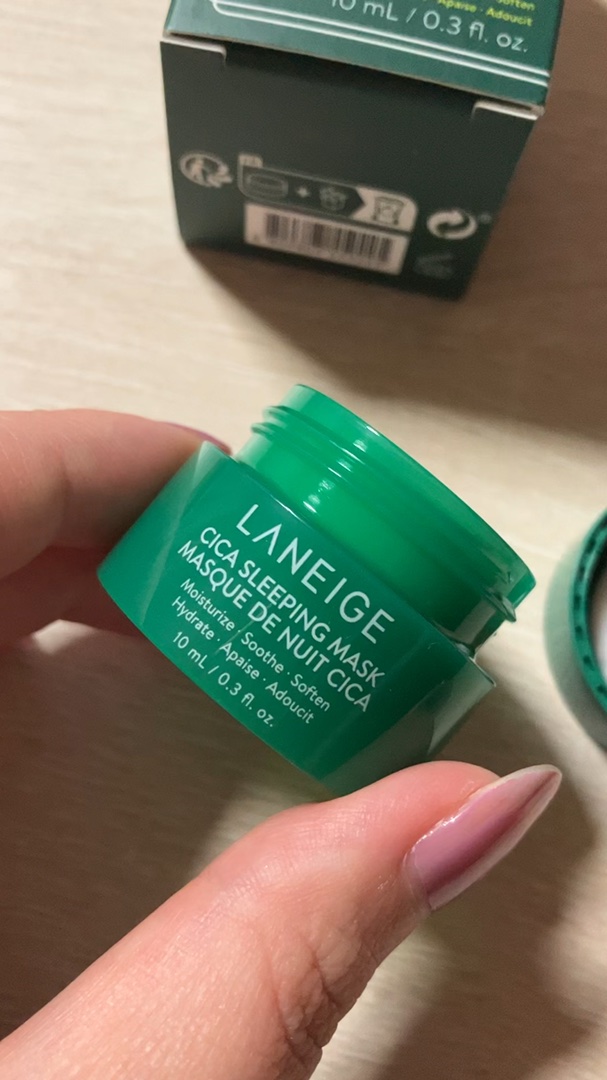 Apaise · Adoucit
10 mL / 0.3 fl. oz.
LANEIGE
CICA SLEEPING MASK
MASQUE DE NUIT CICA
Moisturize · Soothe · Soften
Hydrate · Apaise · Adoucit
10 mL / 0.3 fl. oz.